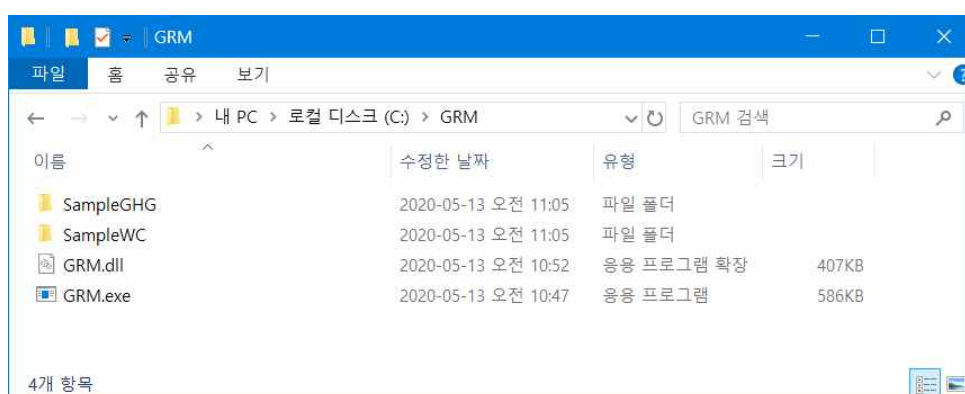 GRM
파일 홈 공유 보기
내 PC > 로컬 디스크 (C:) > GRM GRM 검색
이름 수정한 날짜 유형 크기
SampleGHG 2020-05-13 오전 11:05 파일 폴더
SampleWC 2020-05-13 오전 11:05 파일 폴더
GRM.dll 2020-05-13 오전 10:52 응용 프로그램 확장 407KB
GRM.exe 2020-05-13 오전 10:47 응용 프로그램 586KB
4개 항목